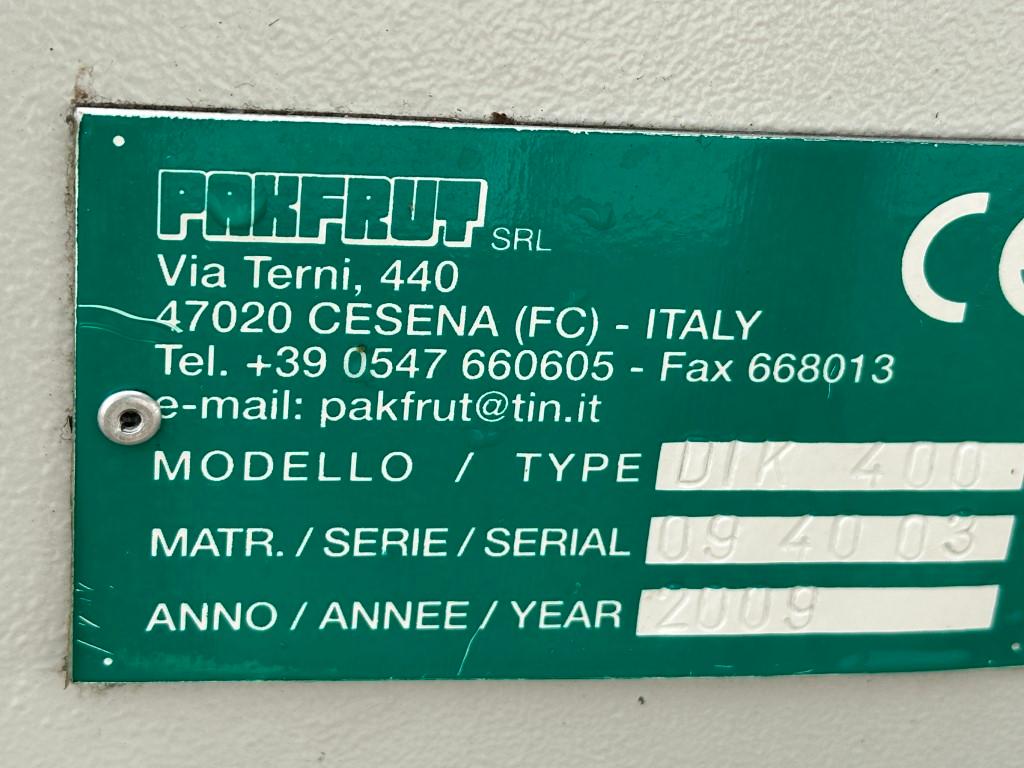 PAKFRUT SRL
Via Terni, 440
47020 CESENA (FC) - ITALY
Tel. +39 0547 660605 - Fax 668013
e-mail: pakfrut@tin.it
MODELLO / TYPE DIK 400
MATR. / SERIE / SERIAL 09 40 03
ANNO / ANNEE / YEAR 2009
CE